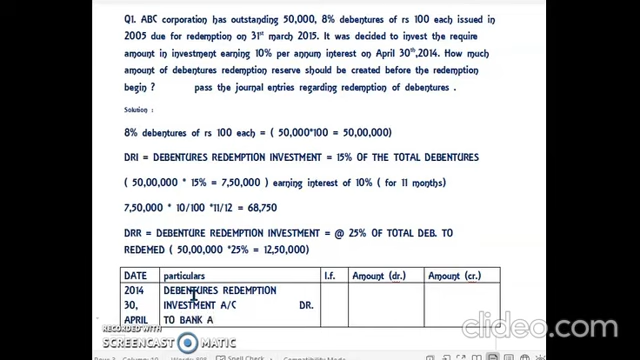 Q1. ABC corporation has outstanding 50,000, 8% debentures of rs 100 each issued in
2005 due for redemption on 31st march 2015. It was decided to invest the require
amount in investment earning 10% per annum interest on April 30th,2014. How much
amount of debentures redemption reserve should be created before the redemption
begin ? pass the journal entries regarding redemption of debentures .
Solution :
8% debentures of rs 100 each = ( 50,000*100 = 50,00,000)
DRI = DEBENTURES REDEMPTION INVESTMENT = 15% OF THE TOTAL DEBENTURES
( 50,00,000 * 15% = 7,50,000 ) earning interest of 10% ( for 11 months)
7,50,000 * 10/100 *11/12 = 68,750
DRR = DEBENTURE REDEMPTION INVESTMENT = @ 25% OF TOTAL DEB. TO
REDEMED ( 50,00,000 *25% = 12,50,000)
DATE particulars l.f. Amount (dr.) Amount (cr.)
2014 DEBENTURES REDEMPTION
30, INVESTMENT A/C DR.
APRIL TO BANK A
RECORDED WITH
SCREENCAST MATIC
clideo.com
Spell Check
Compatibility Mode